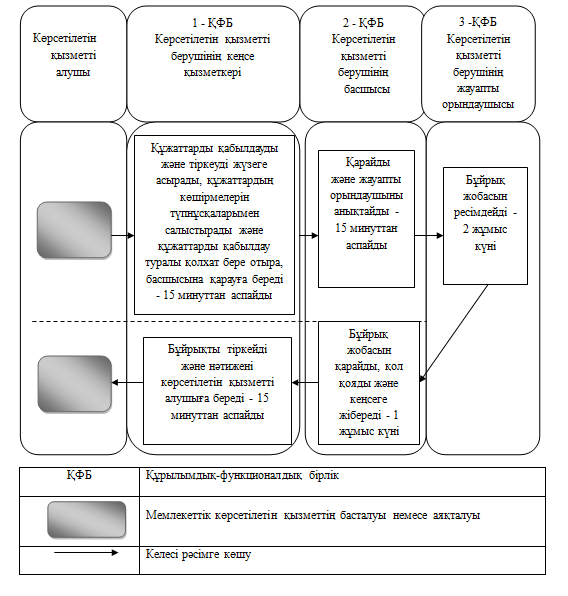 Көрсетілетін
қызметті
алушы
1 - ҚФБ
Көрсетілетін қызметті
берушінің кеңсе
қызметкері
2 - ҚФБ
Көрсетілетін
қызметті
берушінің
басшысы
3 -ҚФБ
Көрсетілетін
қызметті
берушінің
жауапты
орындаушысы
Құжаттарды қабылдауды
және тіркеуді жүзеге
асырады, құжаттардың
көшірмелерін
түпнұсқаларымен
салыстырады және
құжаттарды қабылдау
туралы қолхат бере отыра,
басшысына қарауға береді
- 15 минуттан аспайды
Қарайды
және жауапты
орындаушыны
анықтайды -
15 минуттан
аспайды
Бұйрық
жобасын
ресімдейді -
2 жұмыс
күні
Бұйрықты тіркейді
және нәтижені
көрсетілетін қызметті
алушыға береді - 15
минуттан аспайды
Бұйрық
жобасын
қарайды, қол
қояды және
кеңсеге
жібереді - 1
жұмыс күні
ҚФБ Құрылымдық-функционалдық бірлік
Мемлекеттік көрсетілетін қызметтің басталуы немесе аяқталуы
Келесі рәсімге көшу